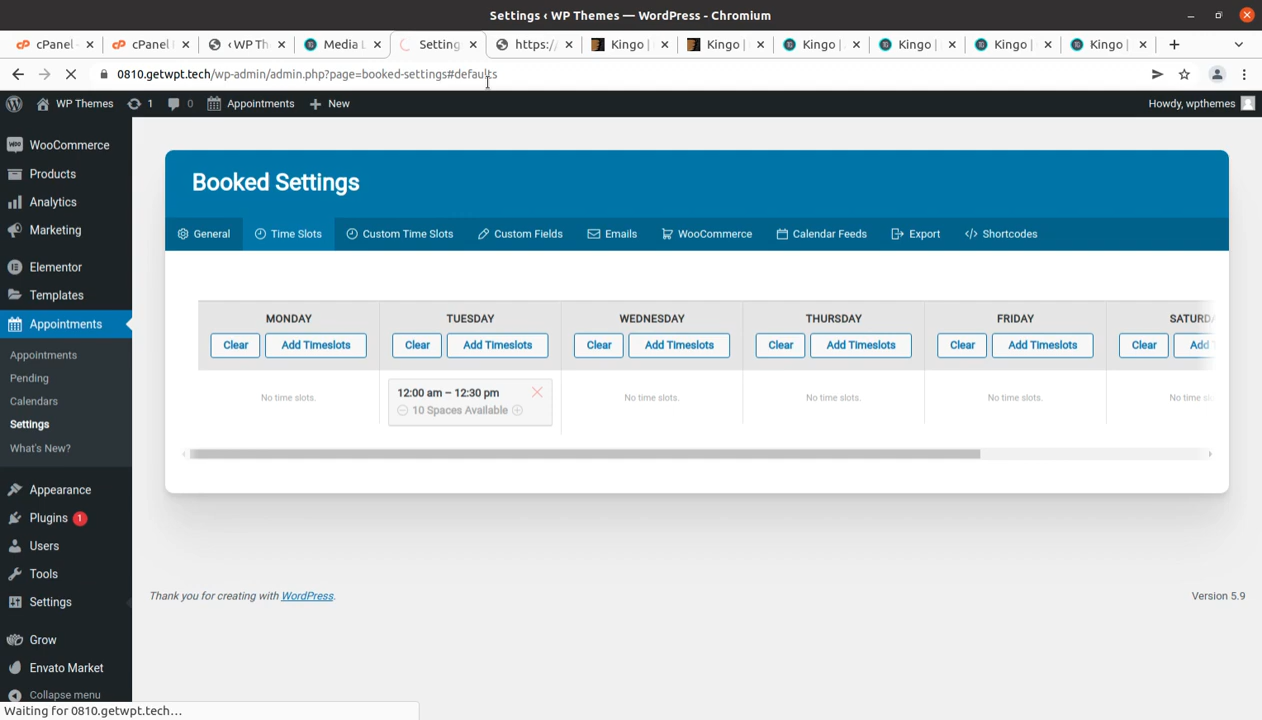 Settings ‹ WP Themes — WordPress - Chromium
cPanel
cPanel
‹ WP Th
Media L
Setting
https:/
Kingo |
Kingo |
Kingo |
Kingo |
Kingo |
Kingo |
0810.getwpt.tech/wp-admin/admin.php?page=booked-settings#defaults
WP Themes 1 0 Appointments + New Howdy, wpthemes
WooCommerce
Products
Analytics
Marketing
Elementor
Templates
Appointments
Appointments
Pending
Calendars
Settings
What's New?
Appearance
Plugins 1
Users
Tools
Settings
Grow
Envato Market
Collapse menu
Booked Settings
General Time Slots Custom Time Slots Custom Fields Emails WooCommerce Calendar Feeds Export Shortcodes
MONDAY TUESDAY WEDNESDAY THURSDAY FRIDAY SATURDA
Clear Add Timeslots Clear Add Timeslots Clear Add Timeslots Clear Add Timeslots Clear Add Timeslots Clear Add
No time slots. 12:00 am – 12:30 pm No time slots. No time slots. No time slots. No time slo
10 Spaces Available
Thank you for creating with WordPress. Version 5.9
Waiting for 0810.getwpt.tech…